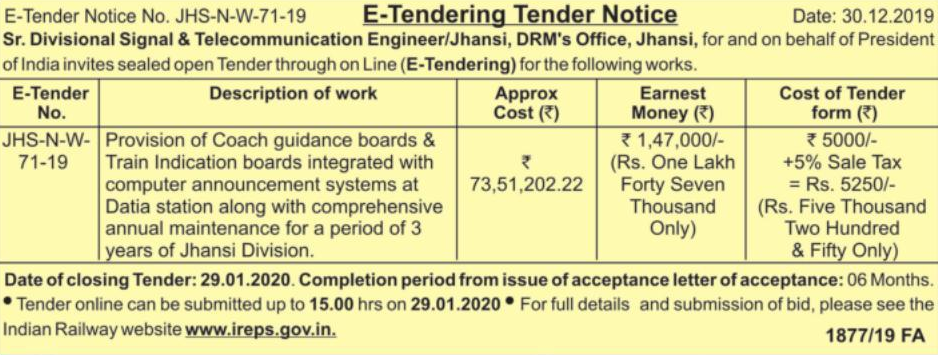 E-Tender Notice No. JHS-N-W-71-19 E-Tendering Tender Notice Date: 30.12.2019
Sr. Divisional Signal & Telecommunication Engineer/Jhansi, DRM's Office, Jhansi, for and on behalf of President
of India invites sealed open Tender through on Line (E-Tendering) for the following works.
E-Tender No. Description of work Approx Cost (₹) Earnest Money (₹) Cost of Tender form (₹)
JHS-N-W-
71-19
Provision of Coach guidance boards &
Train Indication boards integrated with
computer announcement systems at
Datia station along with comprehensive
annual maintenance for a period of 3
years of Jhansi Division.
₹
73,51,202.22
₹ 1,47,000/-
(Rs. One Lakh
Forty Seven
Thousand
Only)
₹ 5000/-
+5% Sale Tax
= Rs. 5250/-
(Rs. Five Thousand
Two Hundred
& Fifty Only)
Date of closing Tender: 29.01.2020. Completion period from issue of acceptance letter of acceptance: 06 Months.
• Tender online can be submitted up to 15.00 hrs on 29.01.2020 • For full details and submission of bid, please see the
Indian Railway website www.ireps.gov.in.
1877/19 FA